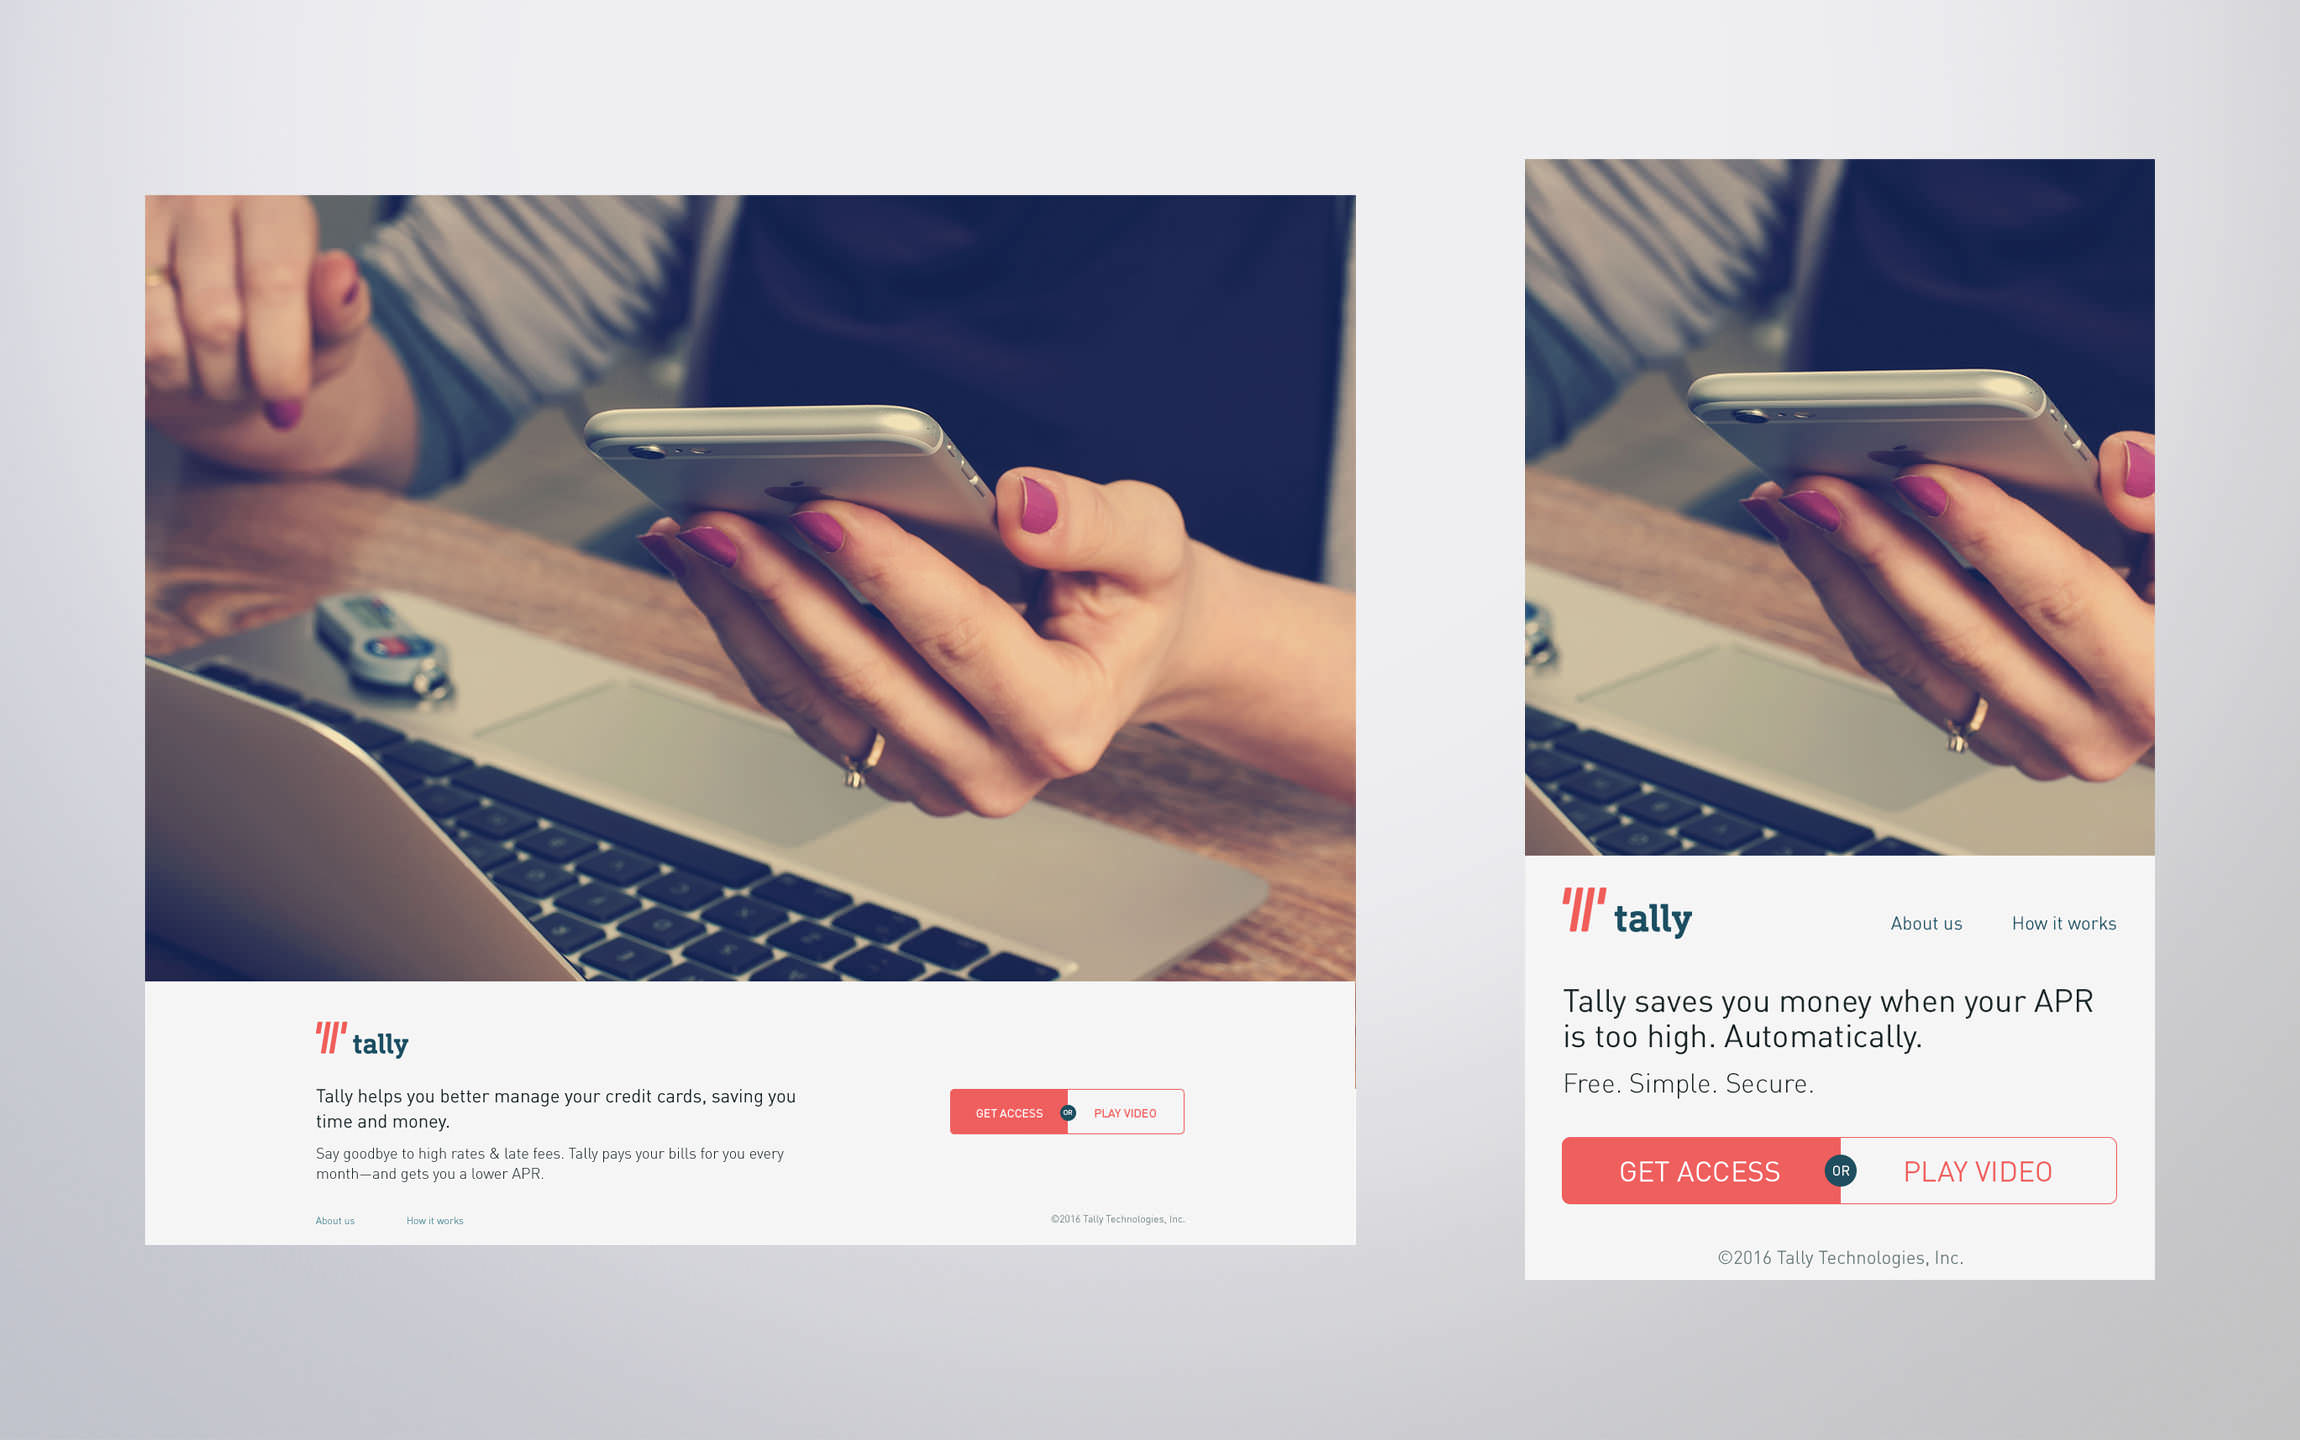 tally
Tally helps you better manage your credit cards, saving you
time and money.
Say goodbye to high rates & late fees. Tally pays your bills for you every
month—and gets you a lower APR.
GET ACCESS OR PLAY VIDEO
About us How it works
©2016 Tally Technologies, Inc.
tally
About us How it works
Tally saves you money when your APR
is too high. Automatically.
Free. Simple. Secure.
GET ACCESS OR PLAY VIDEO
©2016 Tally Technologies, Inc.